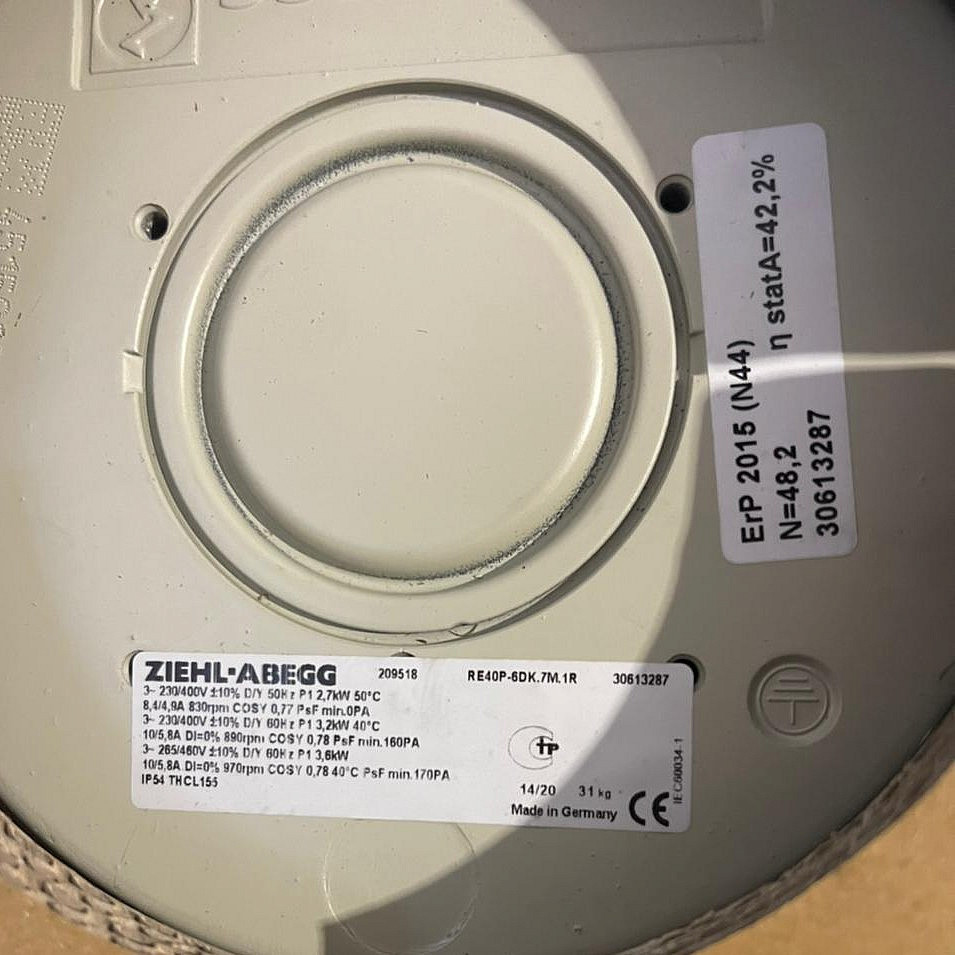 ErP 2015 (N44)
N=48,2 η statA=42,2%
30613287
ZIEHL-ABEGG 209518 RE40P-6DK.7M.1R 30613287
3~ 230/400V ±10% D/Y 50Hz P1 2,7kW 50°C
8,4/4,9A 830rpm COSY 0,77 PsF min.0PA
3~ 230/400V ±10% D/Y 60Hz P1 3,2kW 40°C
10/5,8A DI=0% 890rpm COSY 0,78 PsF min.160PA
3~ 265/460V ±10% D/Y 60Hz P1 3,6kW
10/5,8A DI=0% 970rpm COSY 0,78 40°C PsF min.170PA
IP54 THCL155
14/20 31 kg
Made in Germany CE
IEC60034-1